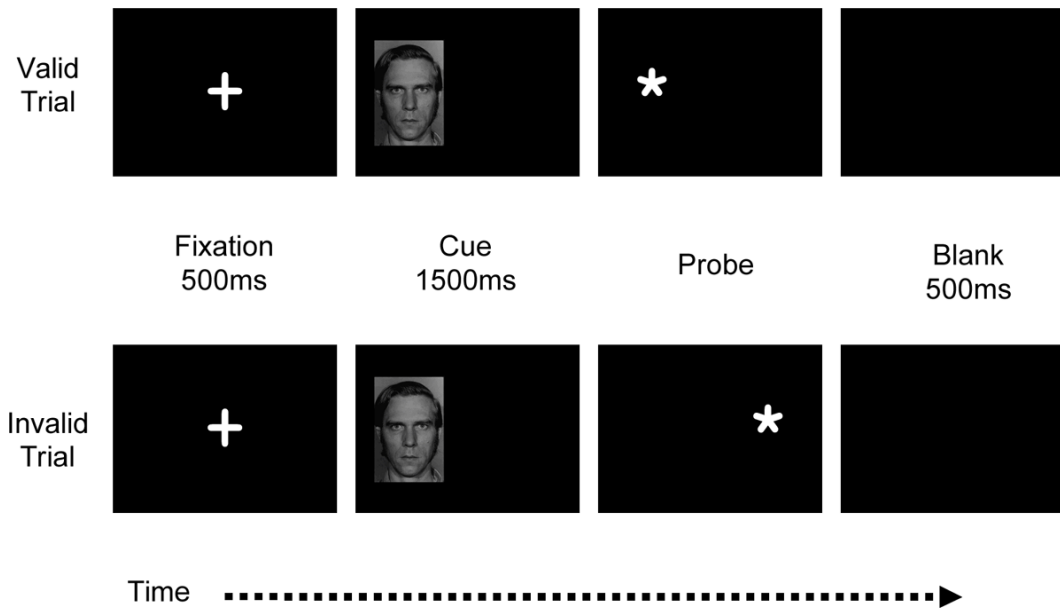 Valid
Trial
Fixation
500ms
Cue
1500ms
Probe
Blank
500ms
Invalid
Trial
Time